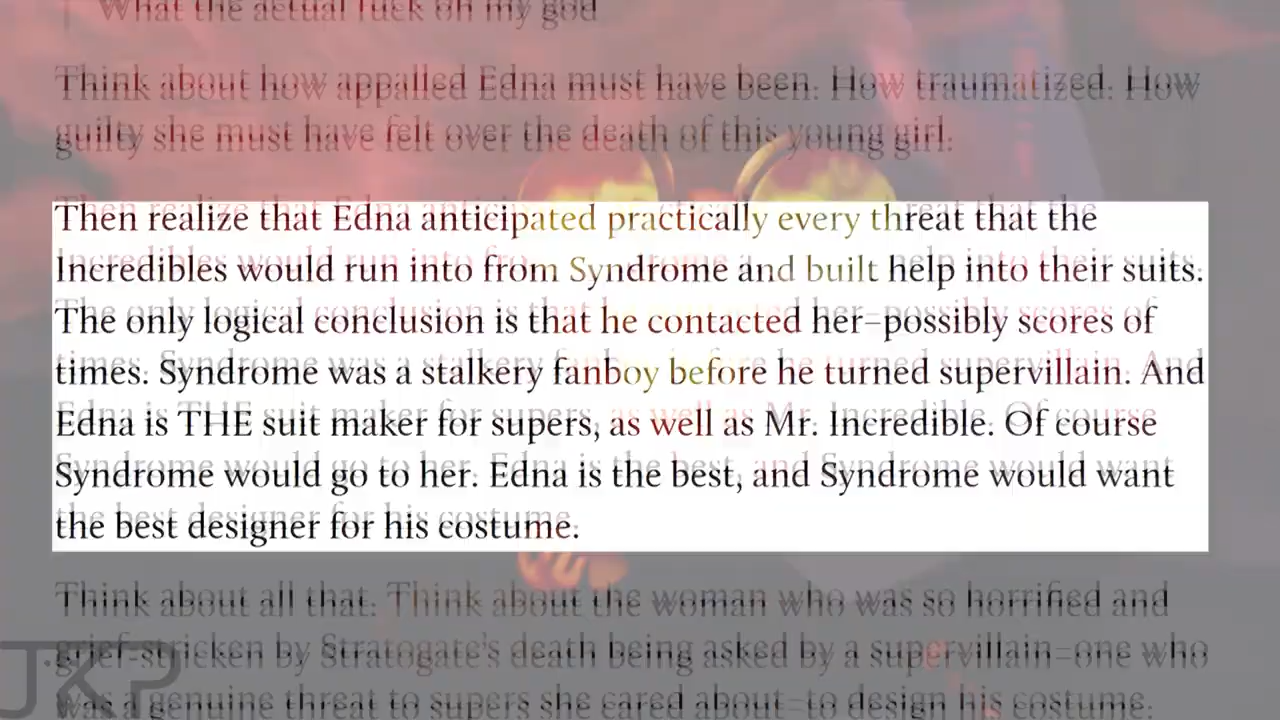 What the actual fuck oh my god
Think about how appalled Edna must have been. How traumatized. How
guilty she must have felt over the death of this young girl.
Then realize that Edna anticipated practically every threat that the
Incredibles would run into from Syndrome and built help into their suits.
The only logical conclusion is that he contacted her–possibly scores of
times. Syndrome was a stalkery fanboy before he turned supervillain. And
Edna is THE suit maker for supers, as well as Mr. Incredible. Of course
Syndrome would go to her. Edna is the best, and Syndrome would want
the best designer for his costume.
Think about all that. Think about the woman who was so horrified and
grief-stricken by Stratogate's death being asked by a supervillain–one who
was a genuine threat to supers she cared about–to design his costume.
JKP